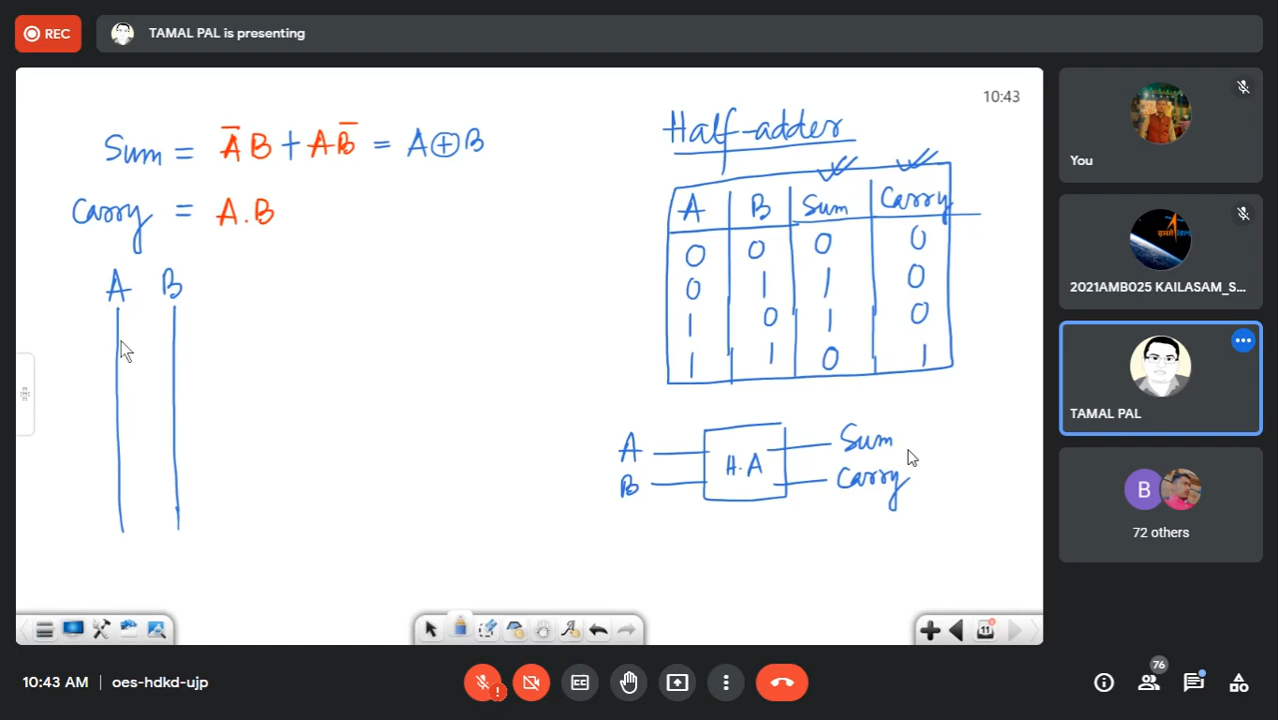 REC
TAMAL PAL is presenting
10:43
Sum = A̅ B + A B̅ = A ⊕ B
Carry = A.B
A B
Half-adder
A B Sum Carry
0 0 0 0
0 1 1 0
1 0 1 0
1 1 0 1
A
B
H.A
Sum
Carry
11
You
2021AMB025 KAILASAM_S...
TAMAL PAL
B
72 others
10:43 AM | oes-hdkd-ujp
76